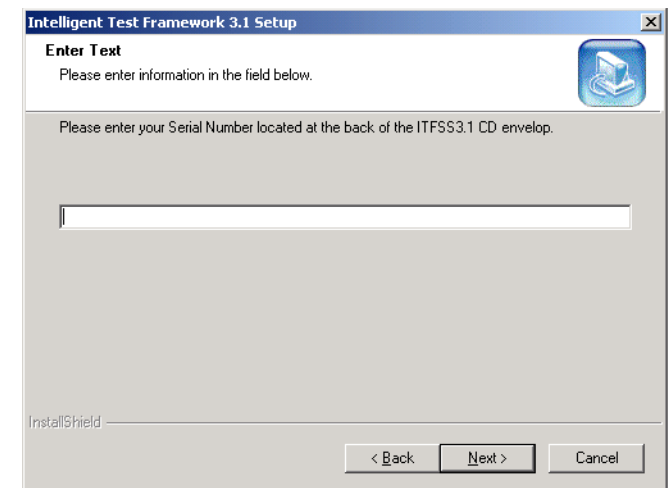 Intelligent Test Framework 3.1 Setup
Enter Text
Please enter information in the field below.
Please enter your Serial Number located at the back of the ITFSS3.1 CD envelop.
InstallShield
< Back
Next >
Cancel